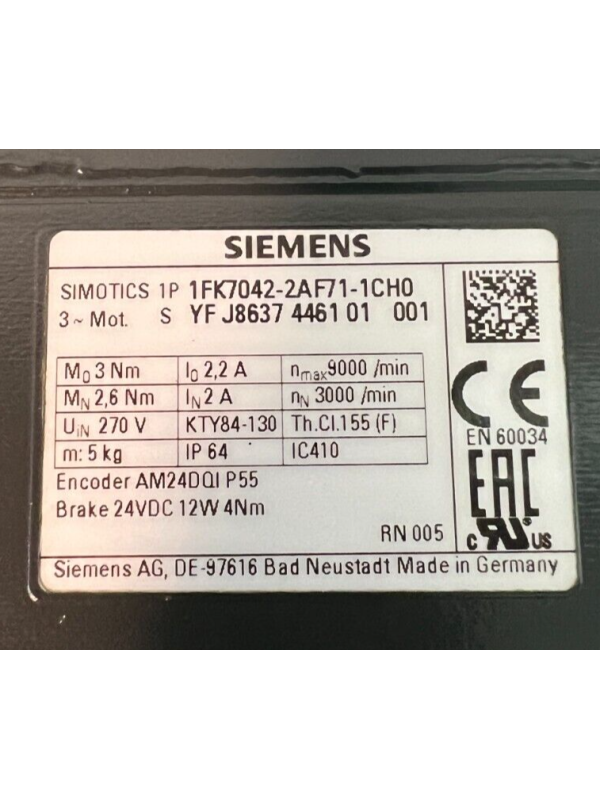 SIEMENS
SIMOTICS 1P 1FK7042-2AF71-1CH0
3~ Mot. S YF J8637 4461 01 001
M0 3 Nm I0 2,2 A nmax 9000 /min
MN 2,6 Nm IN 2 A nN 3000 /min
UiN 270 V KTY84-130 Th.Cl.155 (F)
m: 5 kg IP 64 IC410
CE
EN 60034
Encoder AM24DQI P55
Brake 24VDC 12W 4Nm
EAC
RN 005
c RU US
Siemens AG, DE-97616 Bad Neustadt Made in Germany